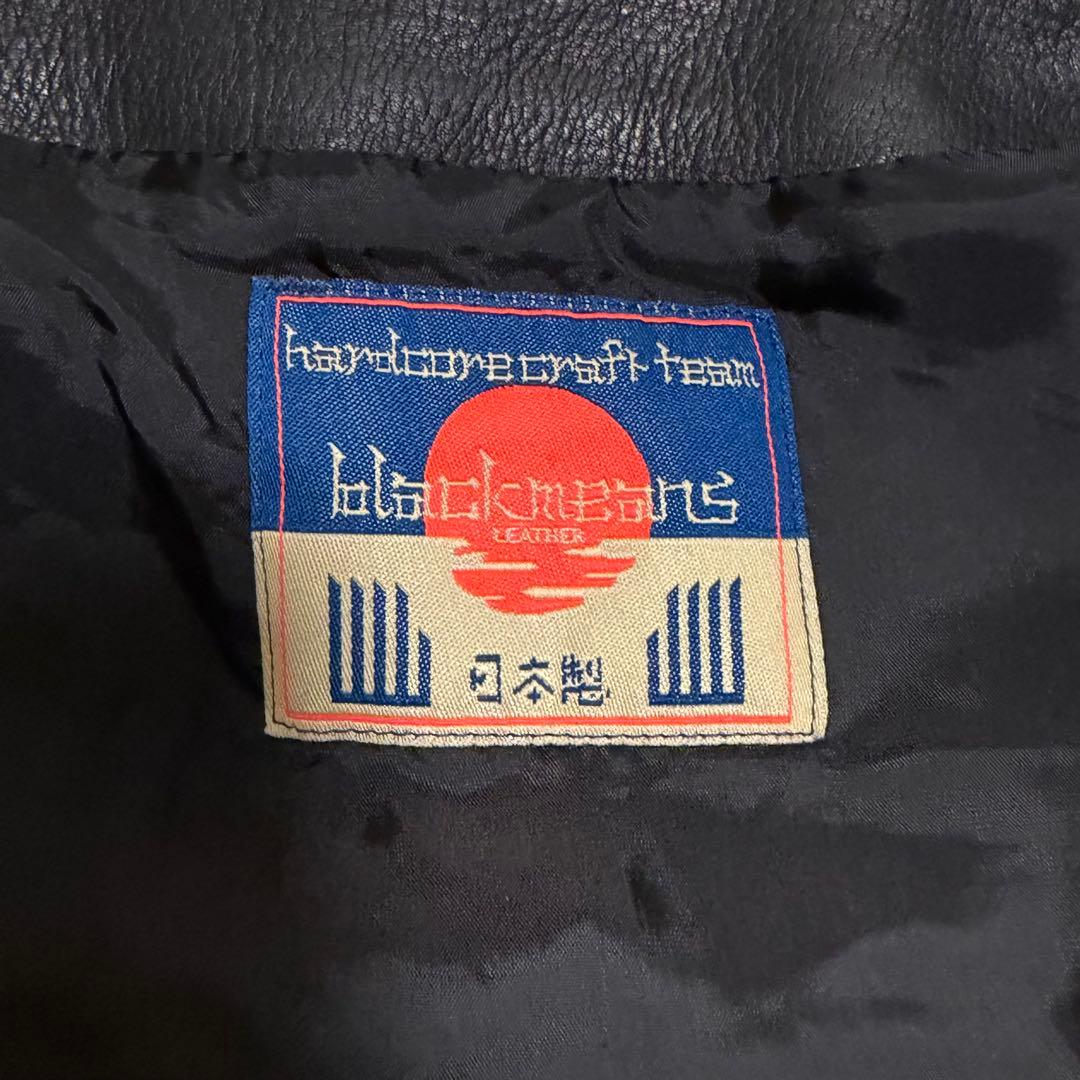 hardcore craft team
blackmeans
LEATHER
日本製